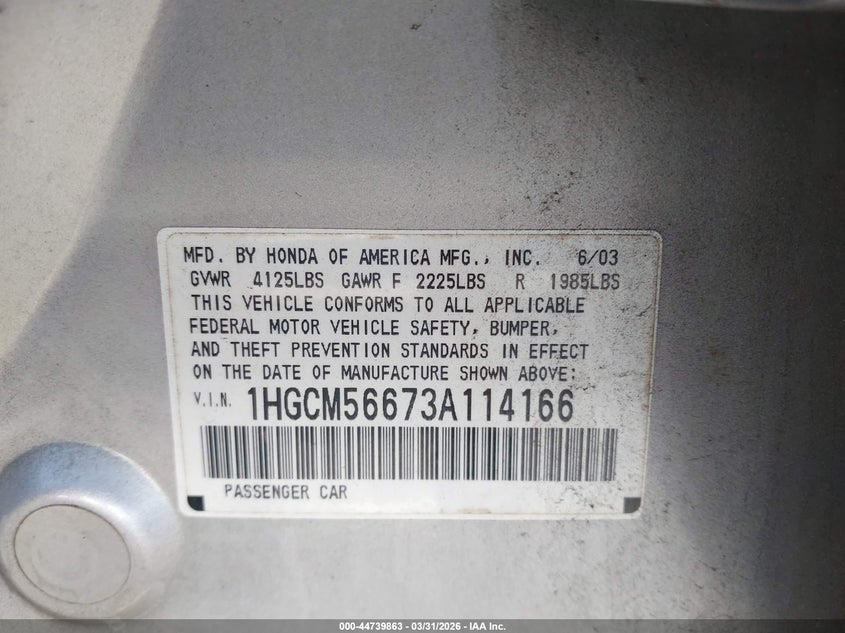 MFD. BY HONDA OF AMERICA MFG., INC. 6/03
GVWR 4125LBS GAWR F 2225LBS R 1985LBS
THIS VEHICLE CONFORMS TO ALL APPLICABLE
FEDERAL MOTOR VEHICLE SAFETY, BUMPER,
AND THEFT PREVENTION STANDARDS IN EFFECT
ON THE DATE OF MANUFACTURE SHOWN ABOVE:
V.I.N. 1HGCM56673A114166
PASSENGER CAR
000-44739863 - 03/31/2026 - IAA Inc.